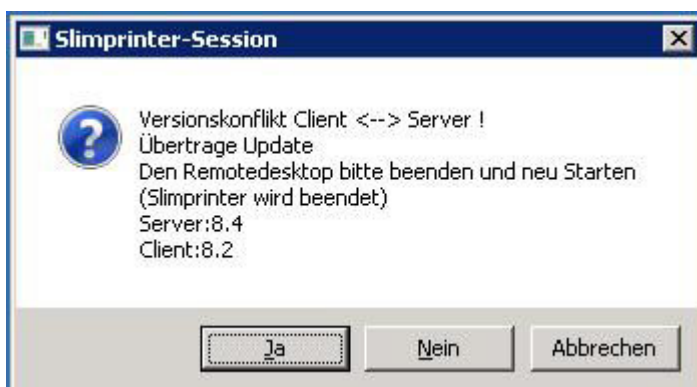 Slimprinter-Session
Versionskonflikt Client <--> Server !
Übertrage Update
Den Remotedesktop bitte beenden und neu Starten
(Slimprinter wird beendet)
Server:8.4
Client:8.2
Ja
Nein
Abbrechen